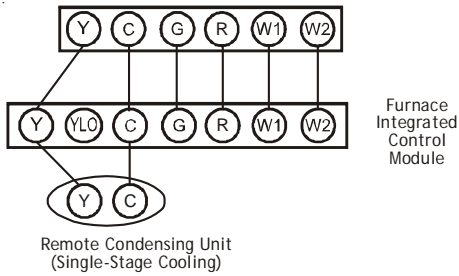 Y C G R W1 W2
Y YLO C G R W1 W2
Furnace
Integrated
Control
Module
Y C
Remote Condensing Unit
(Single-Stage Cooling)